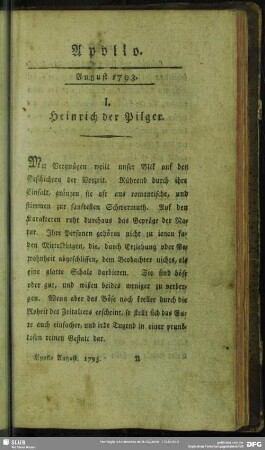 Apollo.
August 1793.
I.
Heinrich der Pilger.
Mit Vergnügen weilt unser Blick auf den
Geschichten der Vorzeit. Rührend durch ihre
Einfalt, gränzen sie oft ans romantische, und
stimmen zur sanftesten Schwermuth. Auf den
Karakteren ruht durchaus das Gepräge der Na-
tur. Ihre Personen gehören nicht zu jenen fa-
den Mitteldingen, die, durch Erziehung oder Ge-
wohnheit abgeschliffen, dem Beobachter nichts, als
eine glatte Schale darbieten. Sie sind böse
oder gut, und wissen beides weniger zu verber-
gen. Wenn aber das Böse noch greller durch die
Rohheit des Zeitalters erscheint, so stellt sich das Gu-
te auch einfacher, und jede Tugend in einer prunk-
losen reinen Gestalt dar.
Apollo August. 1793.
SLUB
DFG